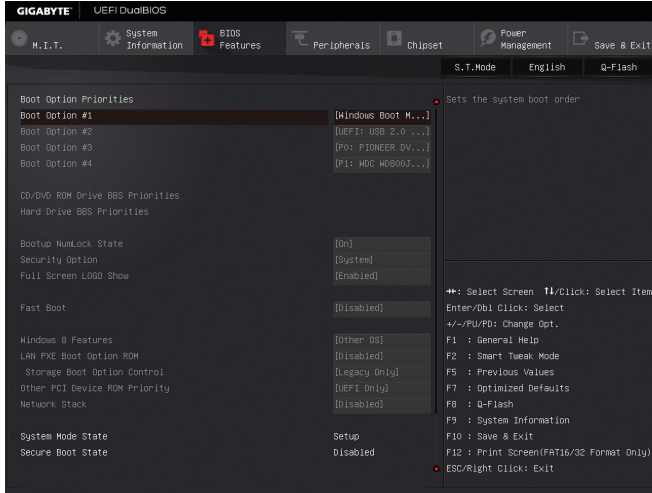 GIGABYTE™ UEFI DualBIOS
M.I.T.
System Information
BIOS Features
Peripherals
Chipset
Power Management
Save & Exit
S.T.Mode English Q-Flash
Boot Option Priorities
Boot Option #1 [Windows Boot M...]
Boot Option #2 [UEFI: USB 2.0 ...]
Boot Option #3 [P0: PIONEER DV...]
Boot Option #4 [P1: WDC WD800J...]
CD/DVD ROM Drive BBS Priorities
Hard Drive BBS Priorities
Bootup NumLock State [On]
Security Option [System]
Full Screen LOGO Show [Enabled]
Fast Boot [Disabled]
Windows 8 Features [Other OS]
LAN PXE Boot Option ROM [Disabled]
Storage Boot Option Control [Legacy Only]
Other PCI Device ROM Priority [UEFI Only]
Network Stack [Disabled]
System Mode State Setup
Secure Boot State Disabled
Sets the system boot order
→←: Select Screen ↑↓/Click: Select Item
Enter/Dbl Click: Select
+/-/PU/PD: Change Opt.
F1 : General Help
F2 : Smart Tweak Mode
F5 : Previous Values
F7 : Optimized Defaults
F8 : Q-Flash
F9 : System Information
F10 : Save & Exit
F12 : Print Screen(FAT16/32 Format Only)
ESC/Right Click: Exit